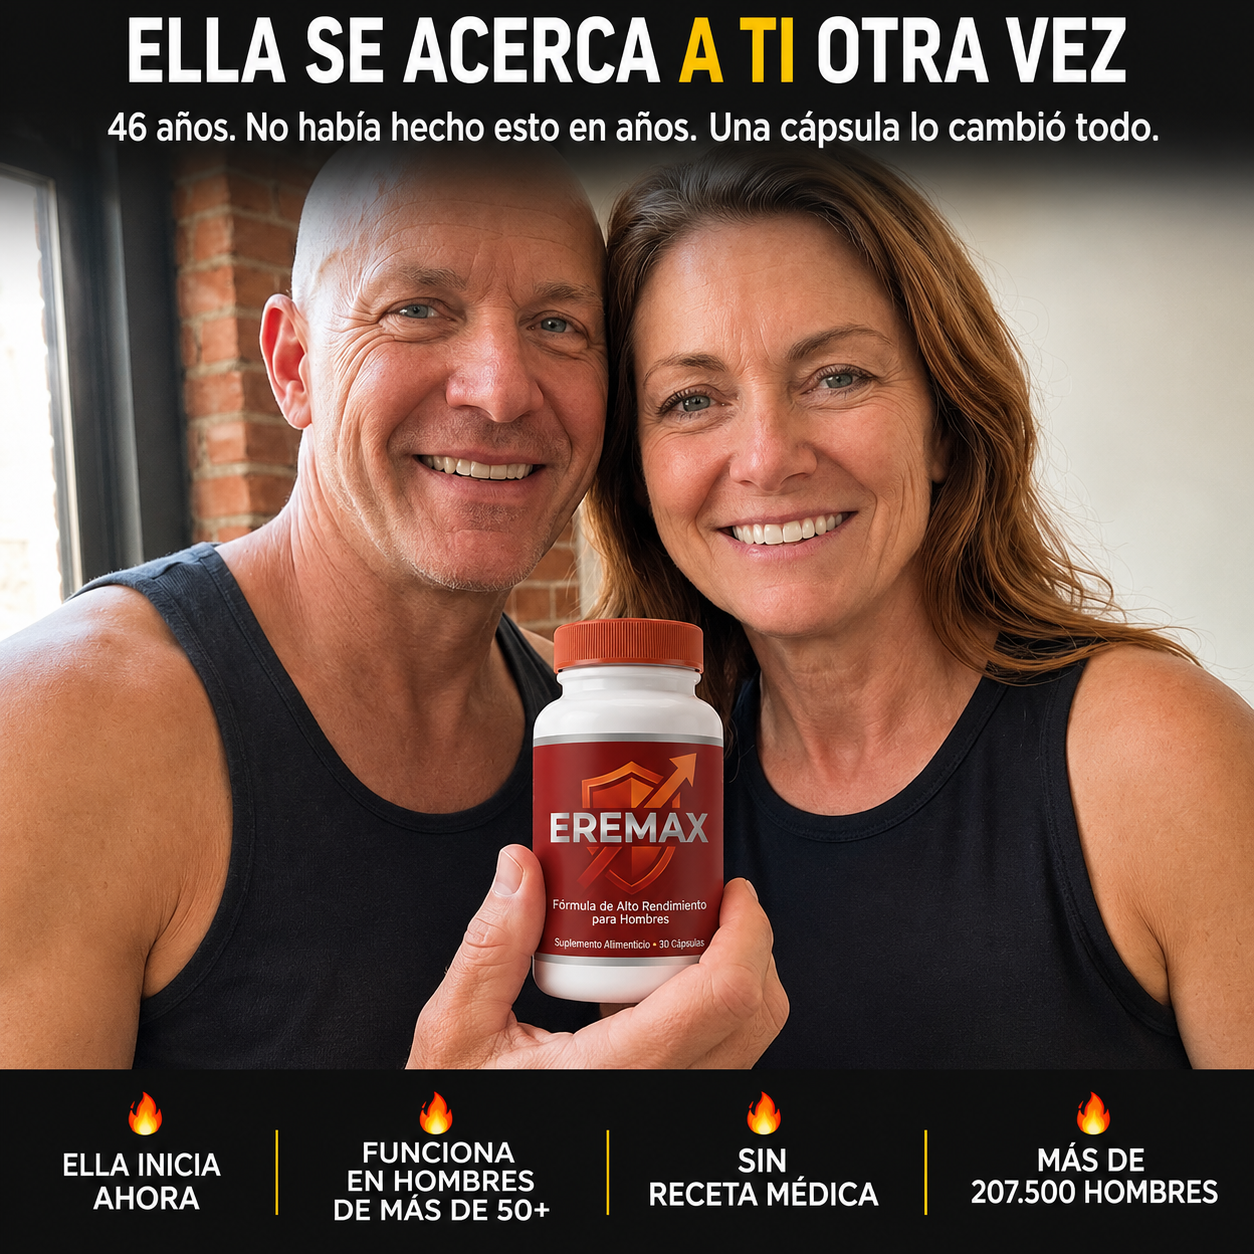 ELLA SE ACERCA A TI OTRA VEZ
46 años. No había hecho esto en años. Una cápsula lo cambió todo.
EREMAX
Fórmula de Alto Rendimiento
para Hombres
Suplemento Alimenticio • 30 Cápsulas
ELLA INICIA
AHORA
FUNCIONA
EN HOMBRES
DE MÁS DE 50+
SIN
RECETA MÉDICA
MÁS DE
207.500 HOMBRES